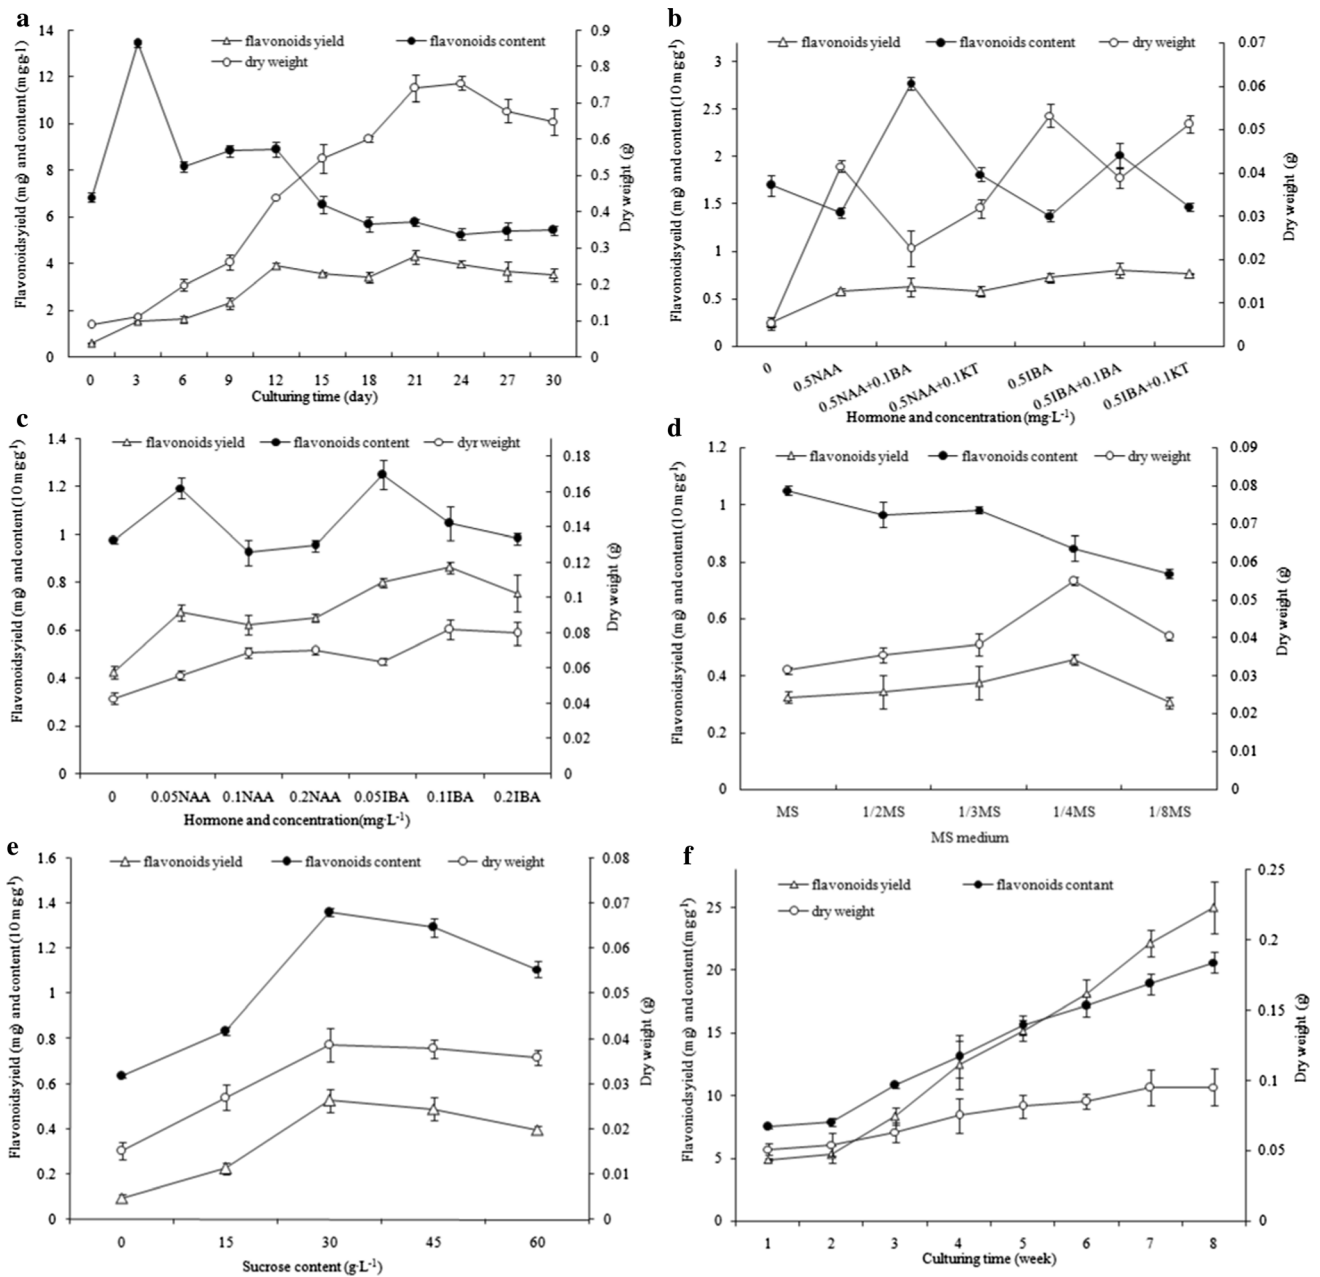 a
flavonoids yield
flavonoids content
dry weight
Flavonoids yield (mg) and content (mg g-1)
14
12
10
8
6
4
2
0
0.9
0.8
0.7
0.6
0.5
0.4
0.3
0.2
0.1
0
Dry weight (g)
0 3 6 9 12 15 18 21 24 27 30
Culturing time (day)
b
flavonoids yield
flavonoids content
dry weight
Flavonoids yeild (mg) and content (10 mg g-1)
3
2.5
2
1.5
1
0.5
0
0.07
0.06
0.05
0.04
0.03
0.02
0.01
0
Dry weight (g)
0 0.5NAA 0.5NAA+0.1BA 0.5NAA+0.1KT 0.5IBA 0.5IBA+0.1BA 0.5IBA+0.1KT
Hormone and concentration (mg·L-1)
c
flavonoids yield
flavonoids content
dyr weight
Flavonoids yield (mg) and content (10 mg g-1)
1.4
1.2
1
0.8
0.6
0.4
0.2
0
0.18
0.16
0.14
0.12
0.1
0.08
0.06
0.04
0.02
0
Dry weight (g)
0 0.05NAA 0.1NAA 0.2NAA 0.05IBA 0.1IBA 0.2IBA
Hormone and concentration(mg·L-1)
d
flavonoids yield
flavonoids content
dry weight
Flavonoids yield (mg) and content (10 mg g-1)
1.2
1
0.8
0.6
0.4
0.2
0
0.09
0.08
0.07
0.06
0.05
0.04
0.03
0.02
0.01
0
Dry weight (g)
MS 1/2MS 1/3MS 1/4MS 1/8MS
MS medium
e
flavonoids yield
flavonoids content
dry weight
Flavonoids yield (mg) and content (10 mg g-1)
1.6
1.4
1.2
1
0.8
0.6
0.4
0.2
0
0.08
0.07
0.06
0.05
0.04
0.03
0.02
0.01
0
Dry weight (g)
0 15 30 45 60
Sucrose content (g·L-1)
f
flavonoids yield
flavonoids contant
dry weight
Flavoniods yield (mg) and content (mg g-1)
25
20
15
10
5
0
0.25
0.2
0.15
0.1
0.05
0
Dry weight (g)
1 2 3 4 5 6 7 8
Culturing time (week)